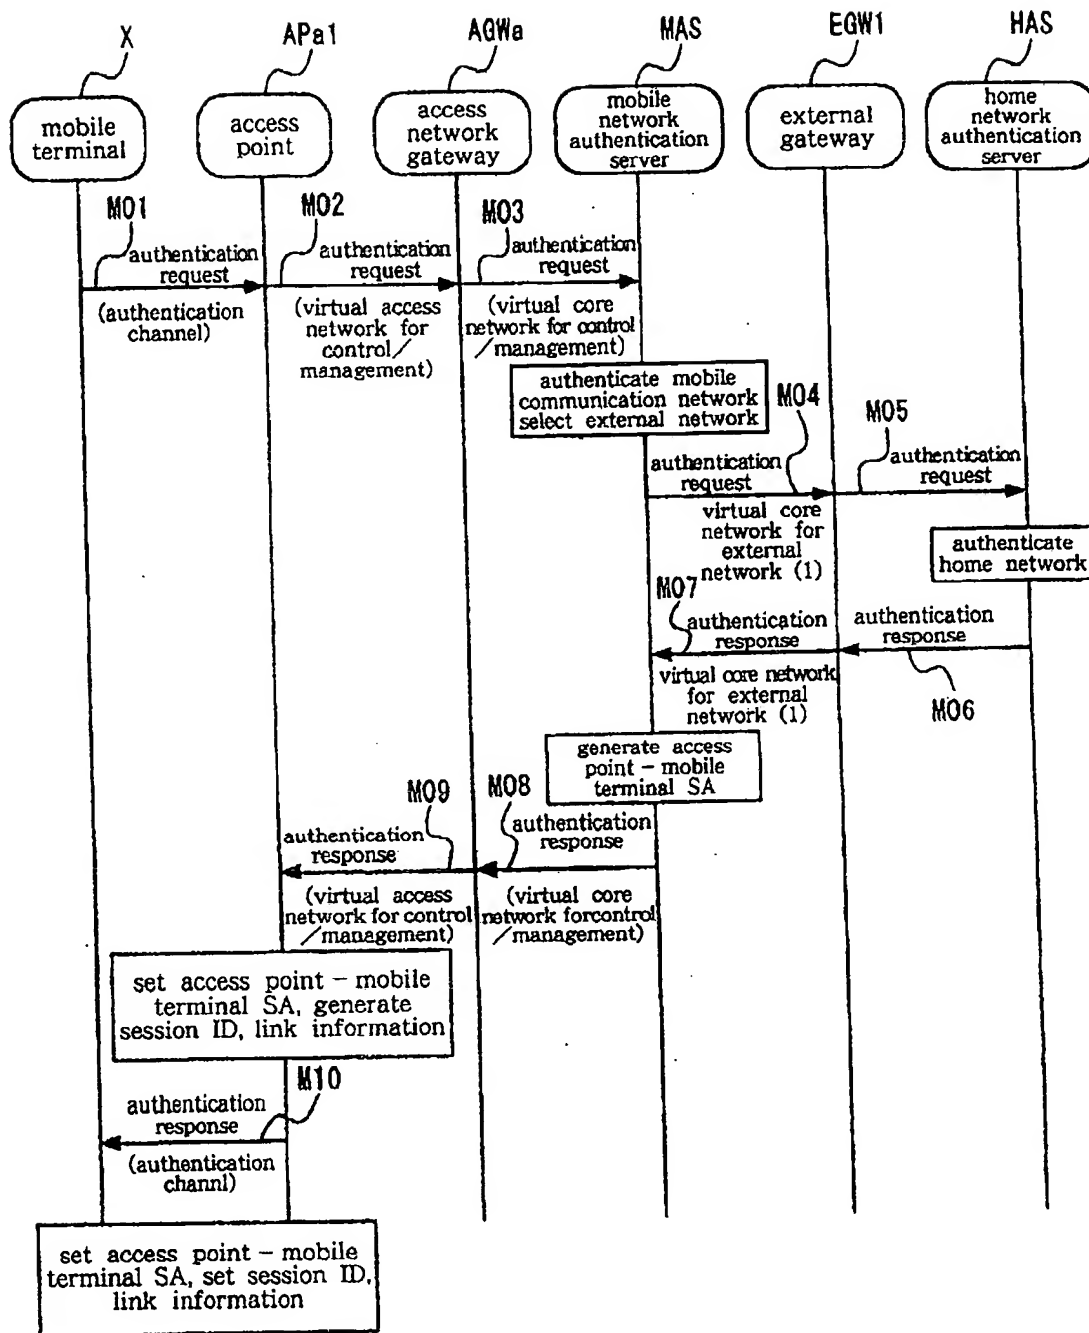 X
APa1
AGWa
MAS
EGW1
HAS
mobile
terminal
access
point
access
network
gateway
mobile
network
authentication
server
external
gateway
home
network
authentication
server
M01
M02
M03
authentication
request
authentication
request
authentication
request
(authentication
channel)
(virtual access
network for
control/
management)
(virtual core
network for control
/management)
authenticate mobile
communication network
select external network
M04
M05
authentication
request
authentication
request
virtual core
network for
external
network (1)
authenticate
home network
M07
authentication
response
authentication
response
virtual core network
for external
network (1)
M06
generate access
point – mobile
terminal SA
M09
M08
authentication
response
authentication
response
(virtual access
network for control
/management)
(virtual core
network forcontrol
/management)
set access point – mobile
terminal SA, generate
session ID, link information
M10
authentication
response
(authentication
channl)
set access point – mobile
terminal SA, set session ID,
link information